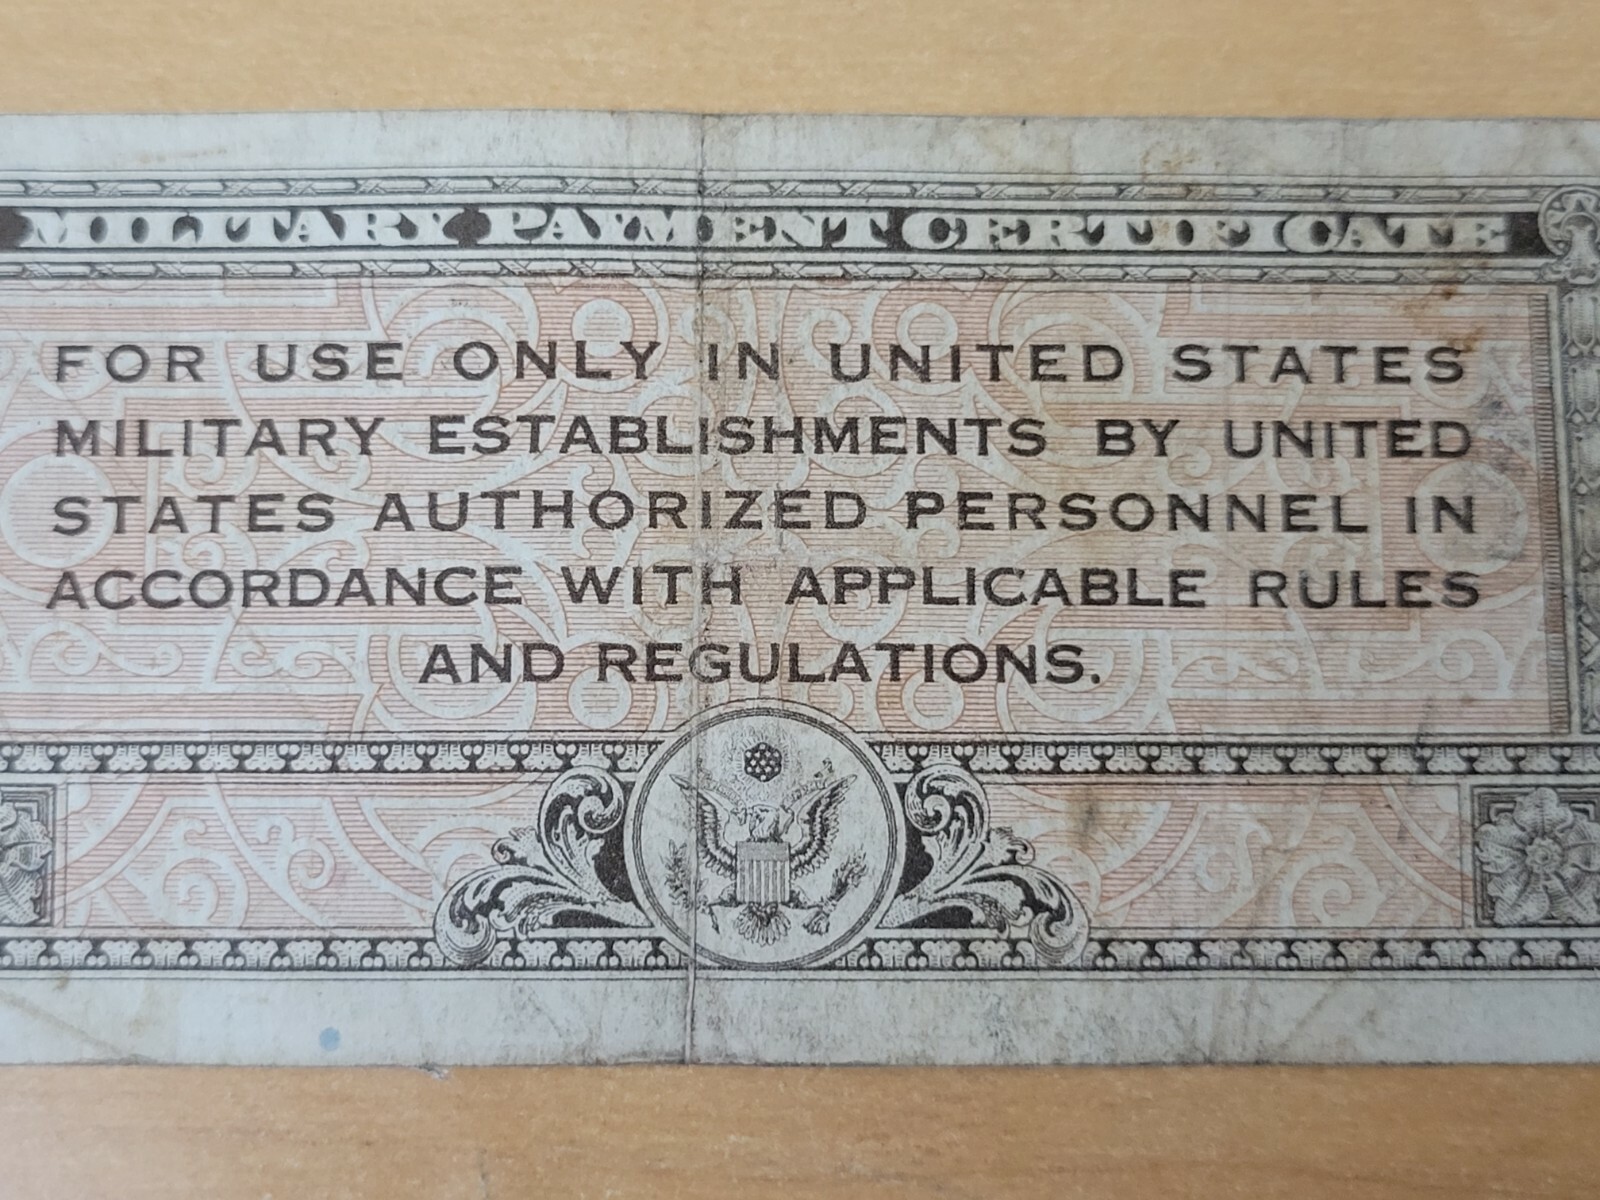 MILITARY PAYMENT CERTIFICATE
FOR USE ONLY IN UNITED STATES
MILITARY ESTABLISHMENTS BY UNITED
STATES AUTHORIZED PERSONNEL IN
ACCORDANCE WITH APPLICABLE RULES
AND REGULATIONS.